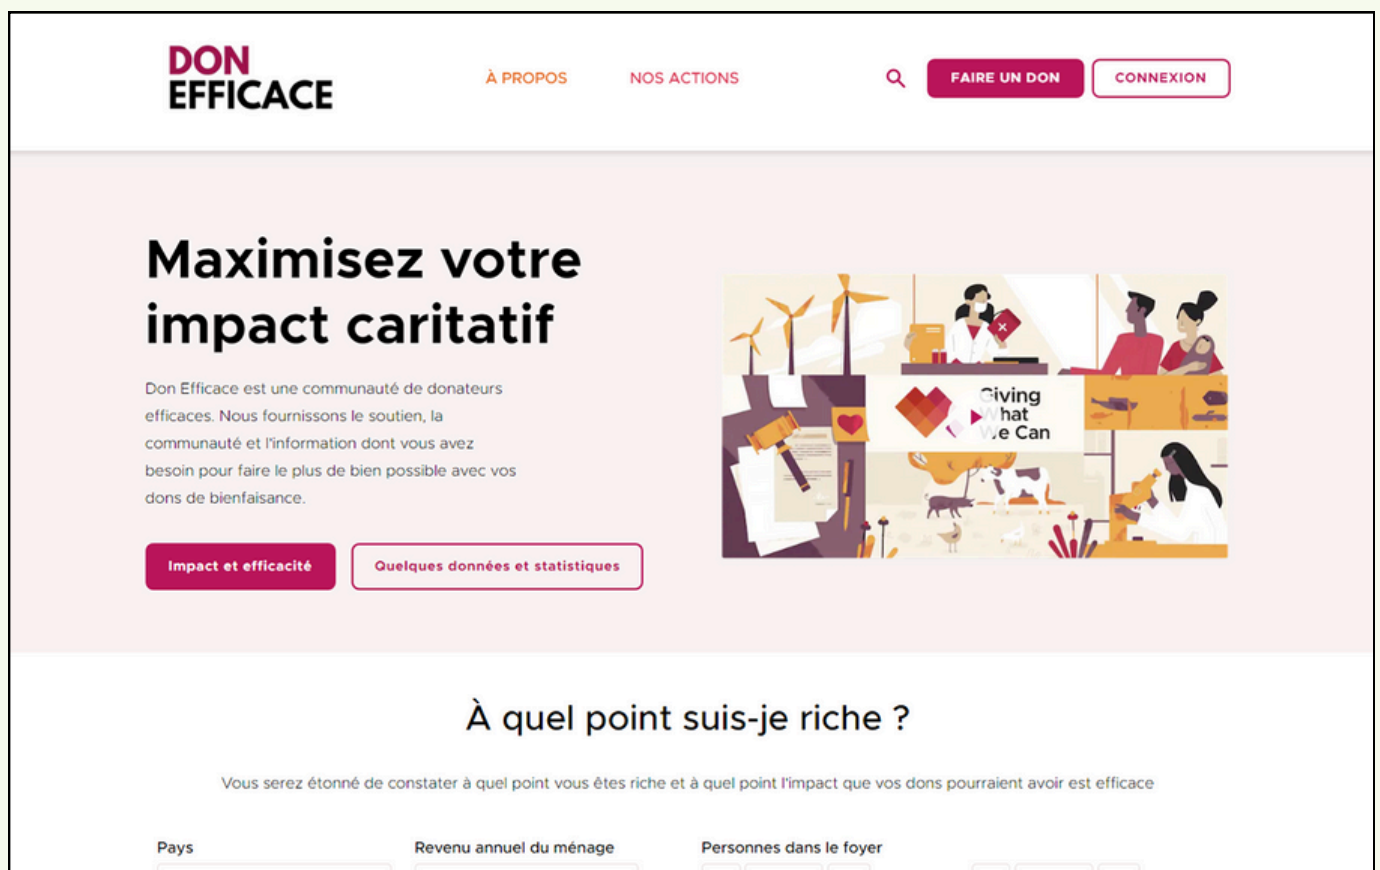 DON
EFFICACE
À PROPOS
NOS ACTIONS
FAIRE UN DON
CONNEXION
Maximisez votre
impact caritatif
Don Efficace est une communauté de donateurs
efficaces. Nous fournissons le soutien, la
communauté et l'information dont vous avez
besoin pour faire le plus de bien possible avec vos
dons de bienfaisance.
Impact et efficacité
Quelques données et statistiques
Giving
What
We Can
À quel point suis-je riche ?
Vous serez étonné de constater à quel point vous êtes riche et à quel point l'impact que vos dons pourraient avoir est efficace
Pays
Revenu annuel du ménage
Personnes dans le foyer